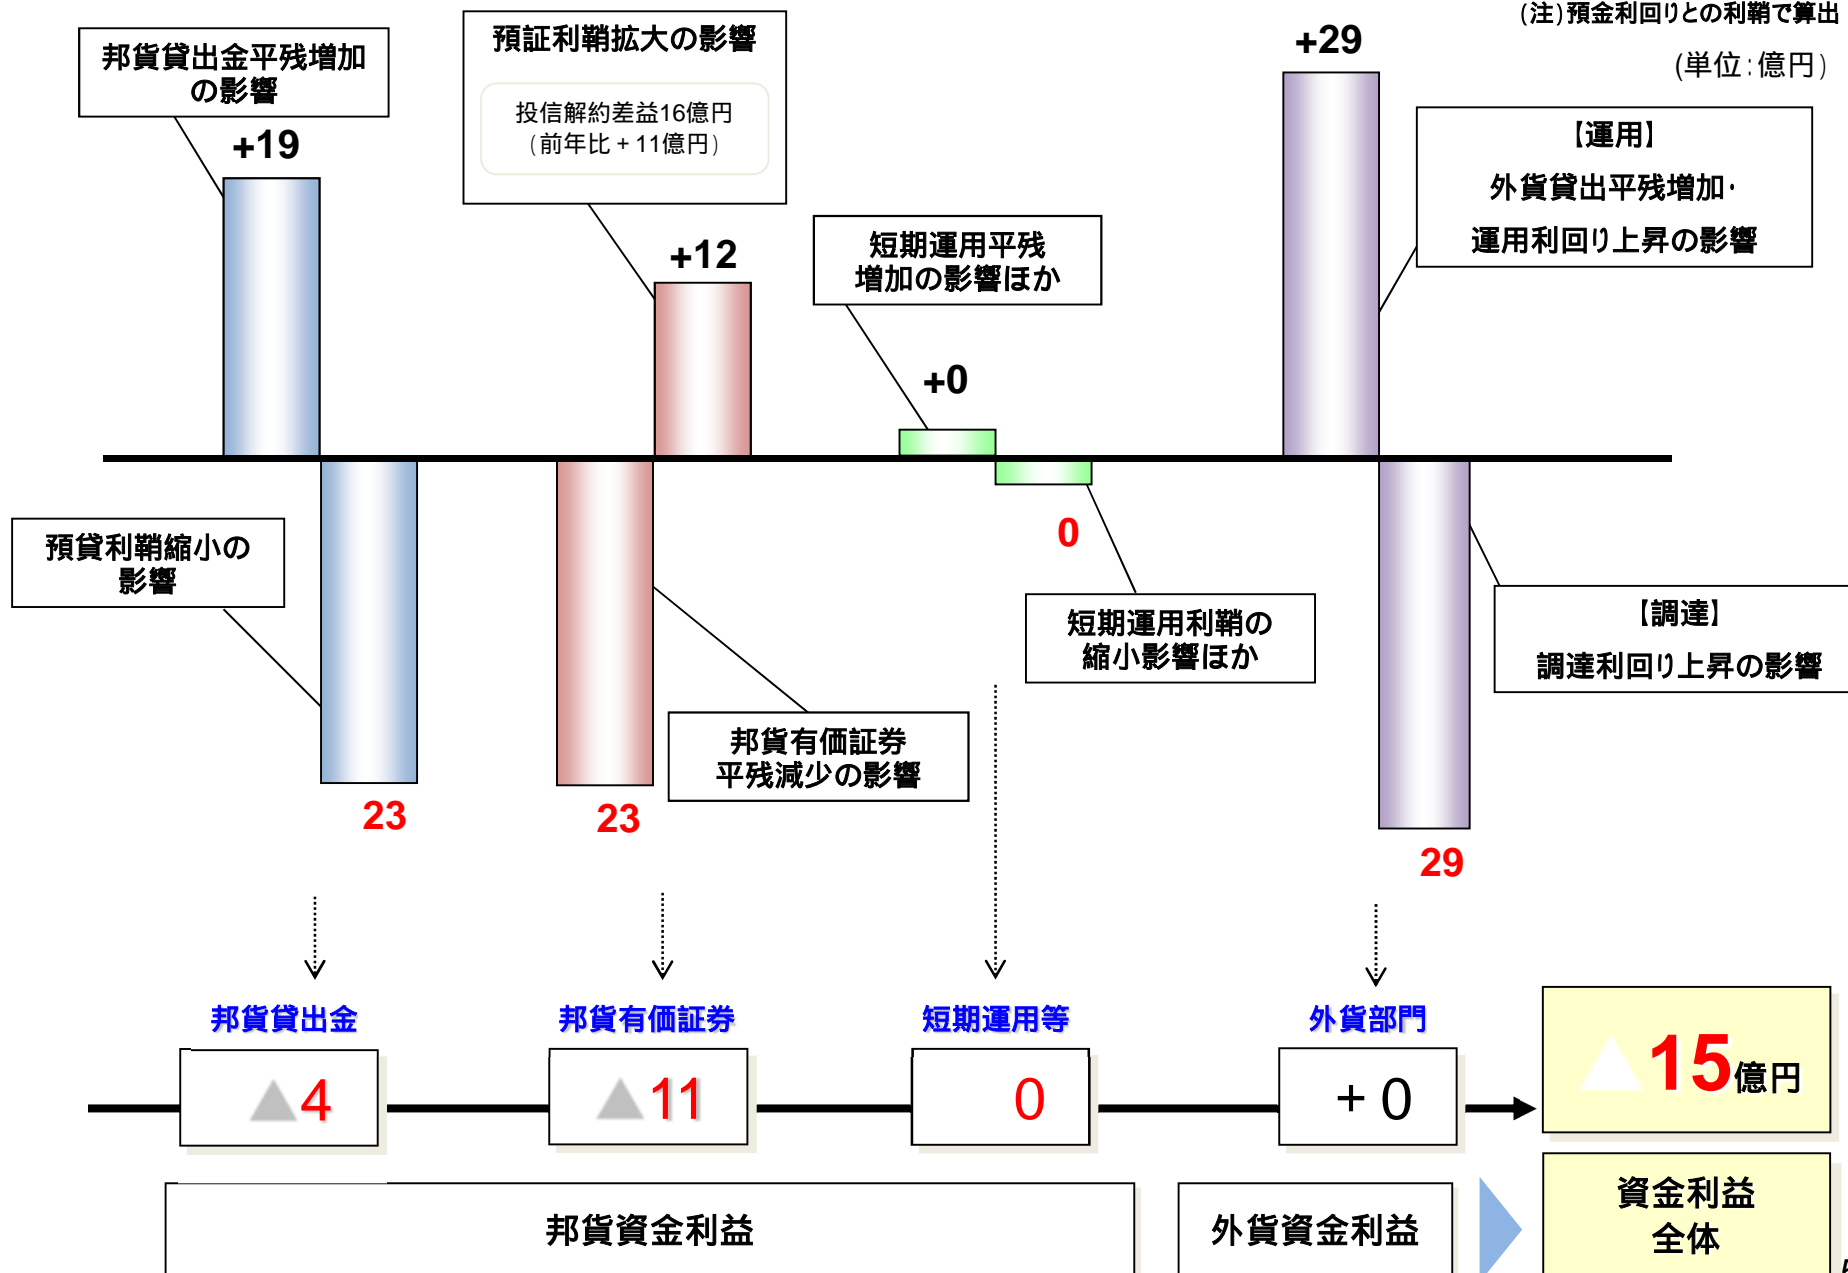 (注)預金利回りとの利鞘で算出
(単位:億円)
邦貨貸出金平残増加
の影響
+19
預証利鞘拡大の影響
投信解約差益16億円
(前年比+11億円)
+12
短期運用平残
増加の影響ほか
+0
+29
【運用】
外貨貸出平残増加・
運用利回り上昇の影響
預貸利鞘縮小の
影響
23
23
邦貨有価証券
平残減少の影響
0
短期運用利鞘の
縮小影響ほか
【調達】
調達利回り上昇の影響
29
邦貨貸出金
邦貨有価証券
短期運用等
外貨部門
▲4
▲11
0
+0
▲15億円
邦貨資金利益
外貨資金利益
資金利益
全体